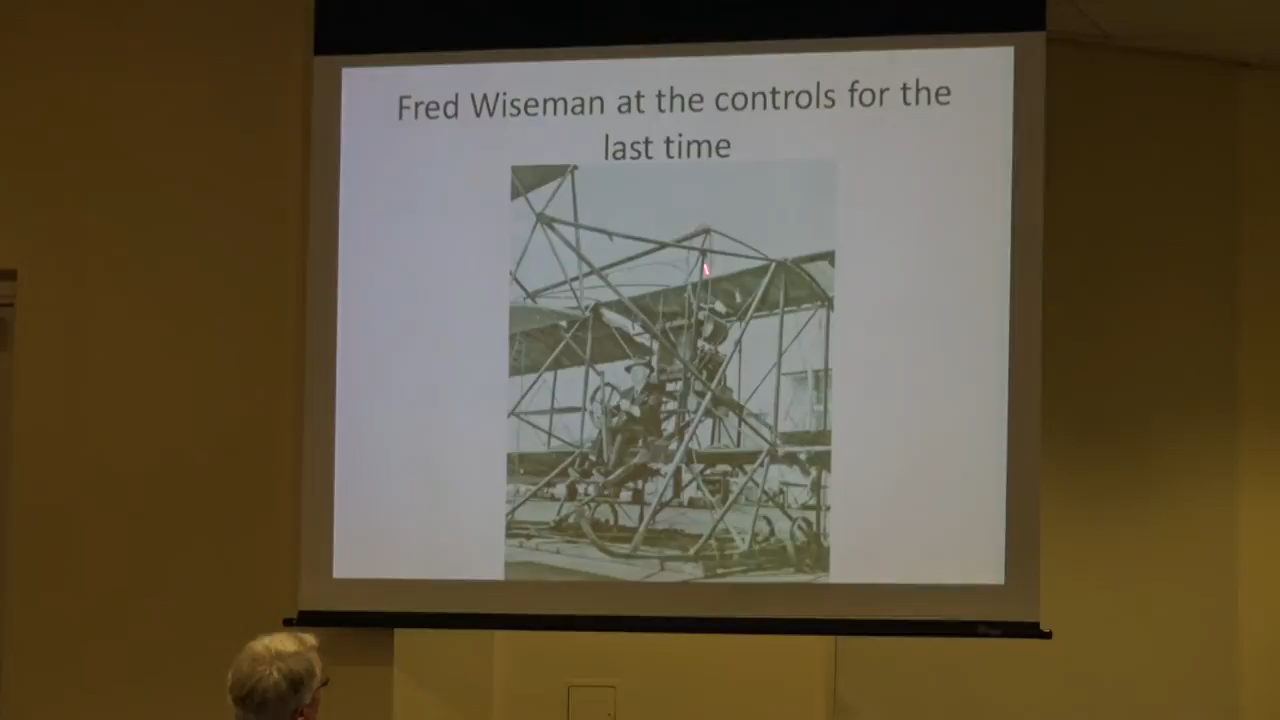 Fred Wiseman at the controls for the
last time